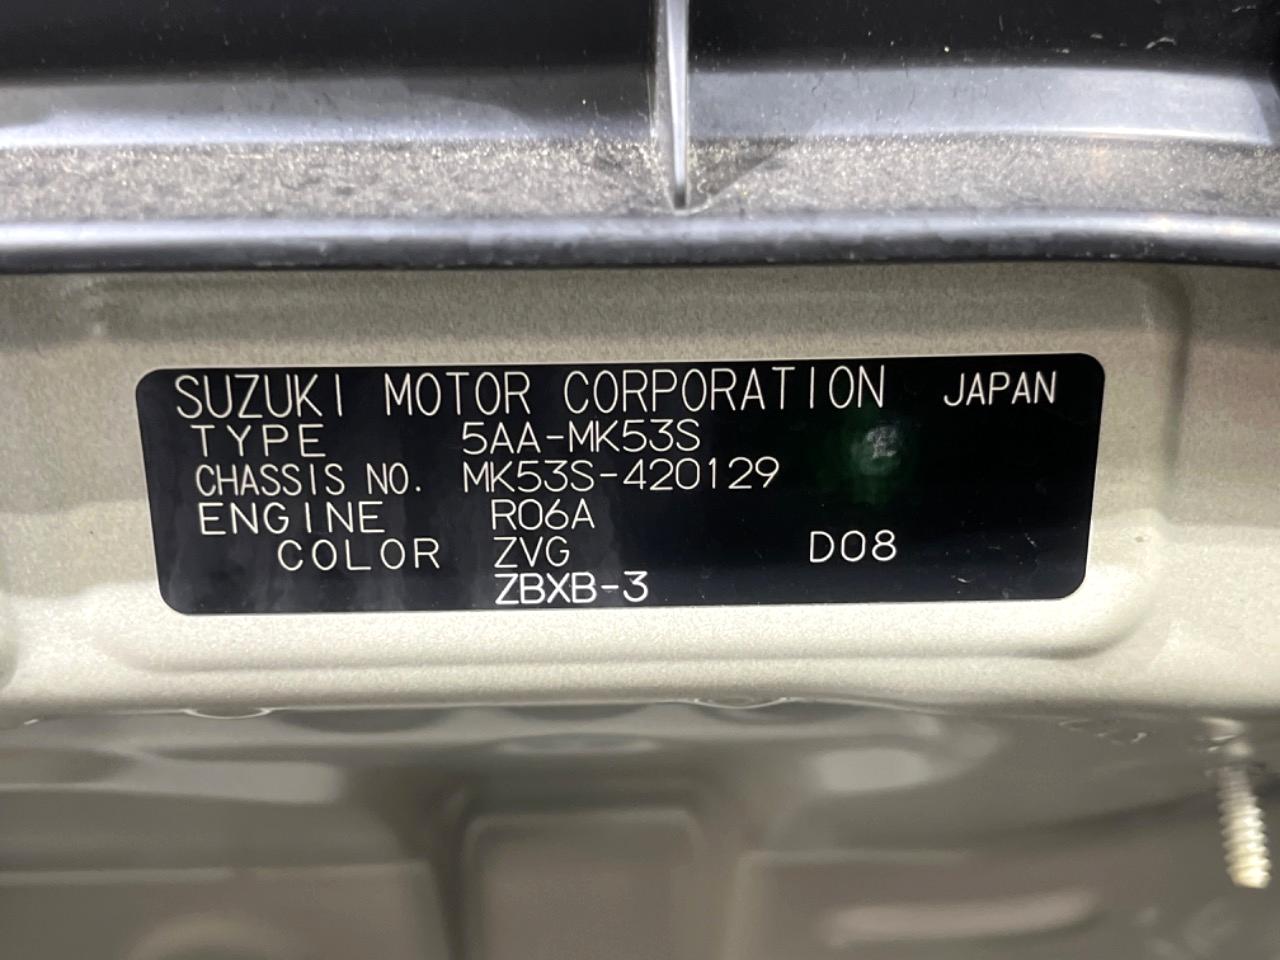 SUZUKI MOTOR CORPORATION JAPAN
TYPE 5AA-MK53S
CHASSIS NO. MK53S-420129
ENGINE R06A
COLOR ZVG D08
ZBXB-3